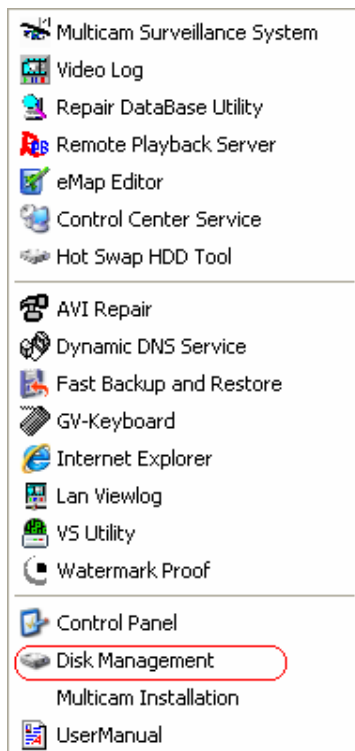 Multicam Surveillance System
Video Log
Repair DataBase Utility
Remote Playback Server
eMap Editor
Control Center Service
Hot Swap HDD Tool
AVI Repair
Dynamic DNS Service
Fast Backup and Restore
GV-Keyboard
Internet Explorer
Lan Viewlog
VS Utility
Watermark Proof
Control Panel
Disk Management
Multicam Installation
UserManual